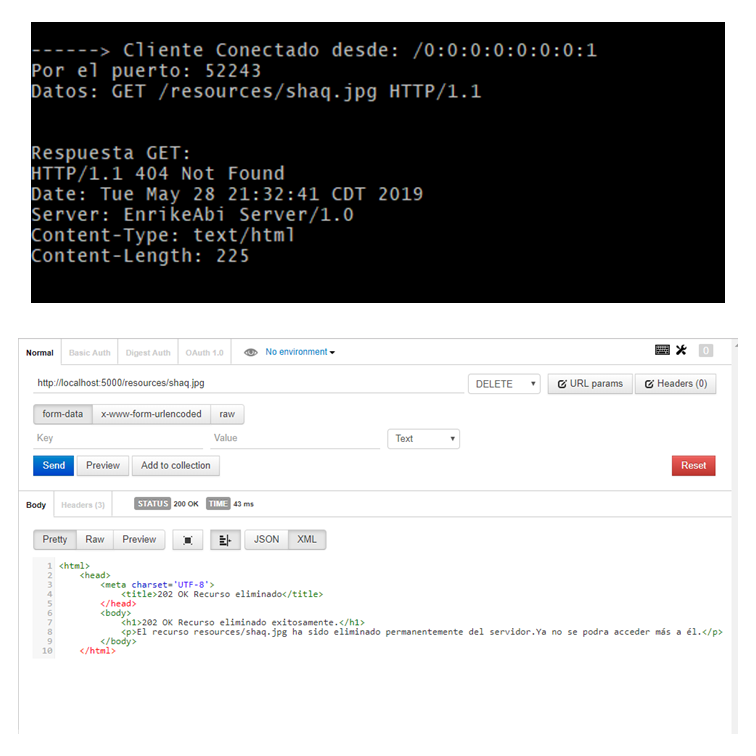 ------> Cliente Conectado desde: /0:0:0:0:0:0:0:1
Por el puerto: 52243
Datos: GET /resources/shaq.jpg HTTP/1.1
Respuesta GET:
HTTP/1.1 404 Not Found
Date: Tue May 28 21:32:41 CDT 2019
Server: EnrikeAbi Server/1.0
Content-Type: text/html
Content-Length: 225
Normal Basic Auth Digest Auth OAuth 1.0 No environment 0
http://localhost:5000/resources/shaq.jpg DELETE URL params Headers (0)
form-data x-www-form-urlencoded raw
Key Value Text
Send Preview Add to collection Reset
Body Headers (3) STATUS 200 OK TIME 43 ms
Pretty Raw Preview JSON XML
1 <html>
2 <head>
3 <meta charset='UTF-8'>
4 <title>202 OK Recurso eliminado</title>
5 </head>
6 <body>
7 <h1>202 OK Recurso eliminado exitosamente.</h1>
8 <p>El recurso resources/shaq.jpg ha sido eliminado permanentemente del servidor.Ya no se podra acceder más a él.</p>
9 </body>
10 </html>